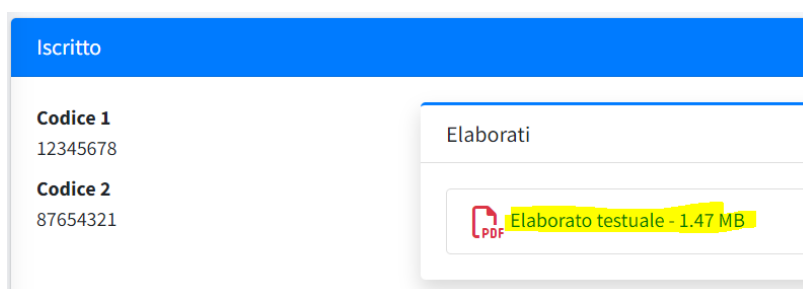 Iscritto
Codice 1
12345678
Codice 2
87654321
Elaborati
PDF Elaborato testuale - 1.47 MB